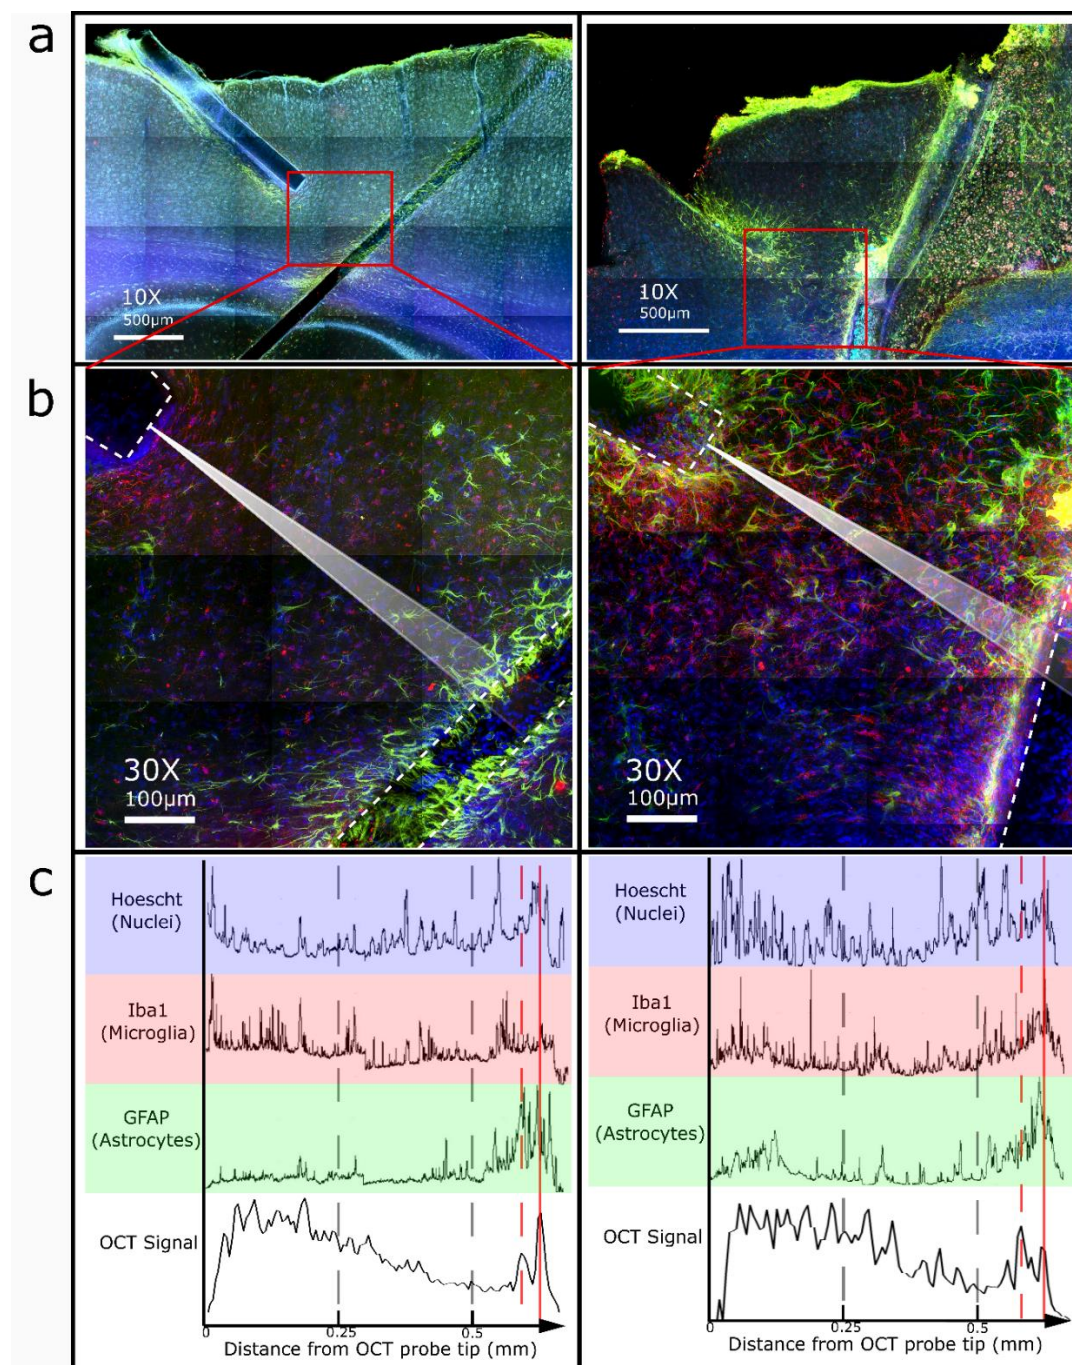 a
10X
500µm
10X
500µm
b
30X
100µm
30X
100µm
c
Hoescht
(Nuclei)
Iba1
(Microglia)
GFAP
(Astrocytes)
OCT Signal
0
0.25
0.5
Distance from OCT probe tip (mm)
Hoescht
(Nuclei)
Iba1
(Microglia)
GFAP
(Astrocytes)
OCT Signal
0
0.25
0.5
Distance from OCT probe tip (mm)